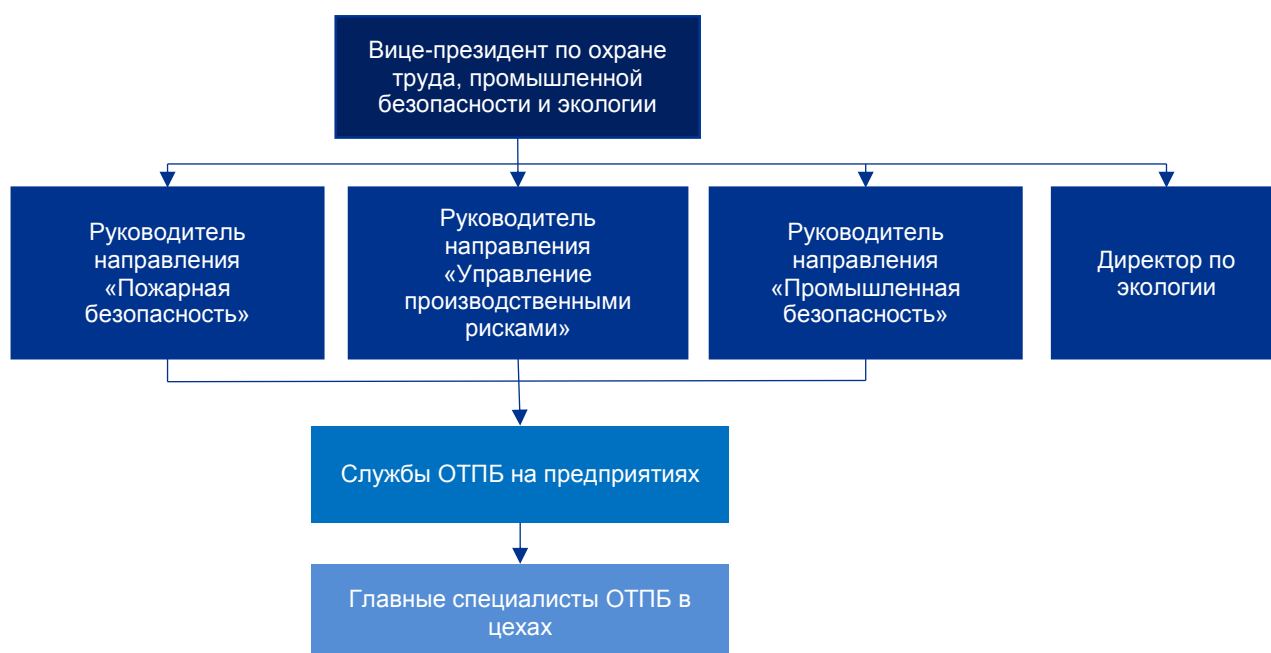 Вице-президент по охране
труда, промышленной
безопасности и экологии
Руководитель
направления
«Пожарная
безопасность»
Руководитель
направления
«Управление
производственными
рисками»
Руководитель
направления
«Промышленная
безопасность»
Директор по
экологии
Службы ОТПБ на предприятиях
Главные специалисты ОТПБ в
цехах